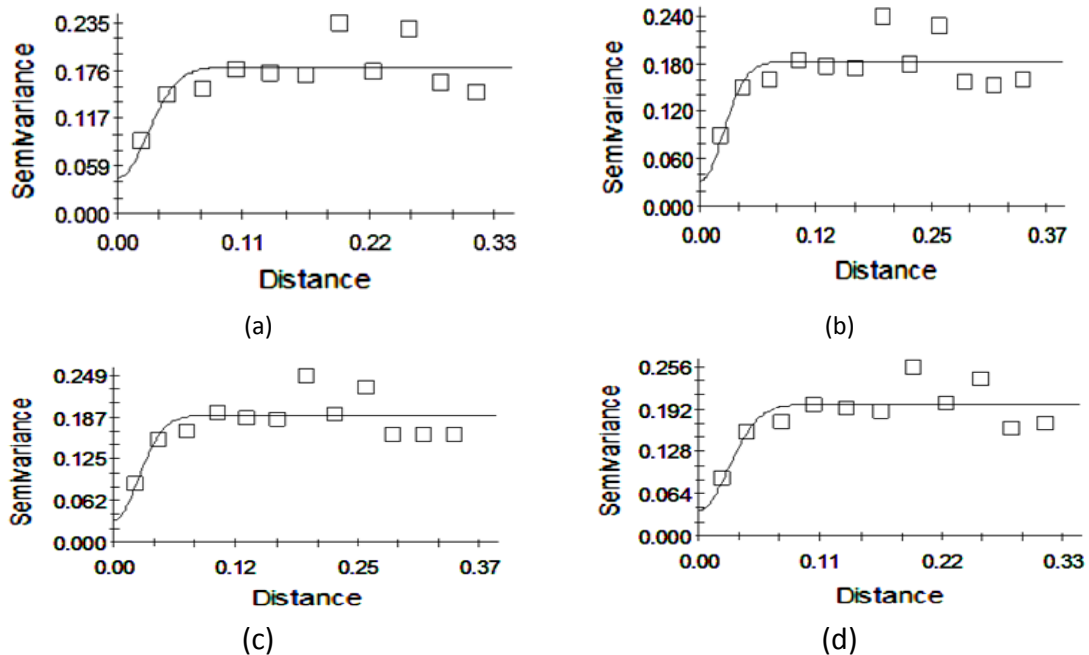 Semivariance
0.235
0.176
0.117
0.059
0.000
0.00 0.11 0.22 0.33
Distance
(a)
Semivariance
0.240
0.180
0.120
0.060
0.000
0.00 0.12 0.25 0.37
Distance
(b)
Semivariance
0.249
0.187
0.125
0.062
0.000
0.00 0.12 0.25 0.37
Distance
(c)
Semivariance
0.256
0.192
0.128
0.064
0.000
0.00 0.11 0.22 0.33
Distance
(d)